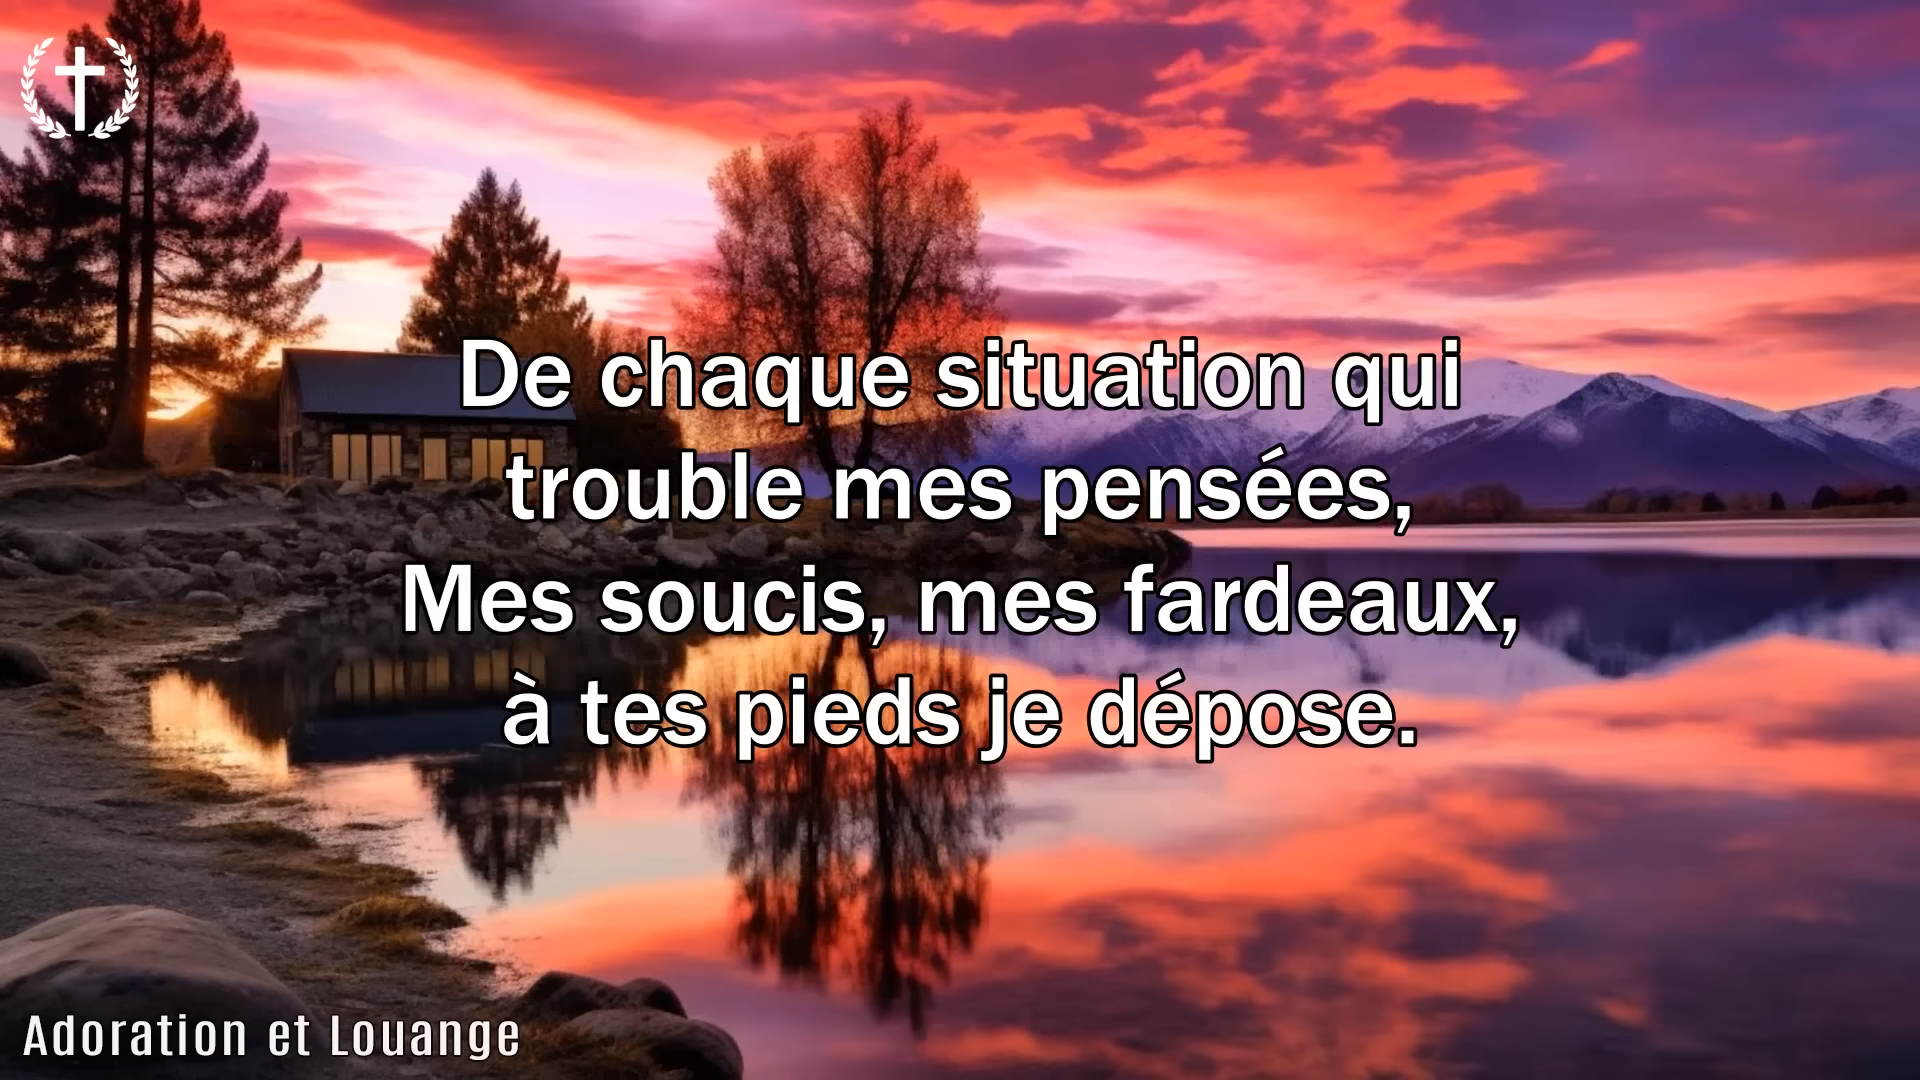 De chaque situation qui
trouble mes pensées,
Mes soucis, mes fardeaux,
à tes pieds je dépose.
Adoration et Louange